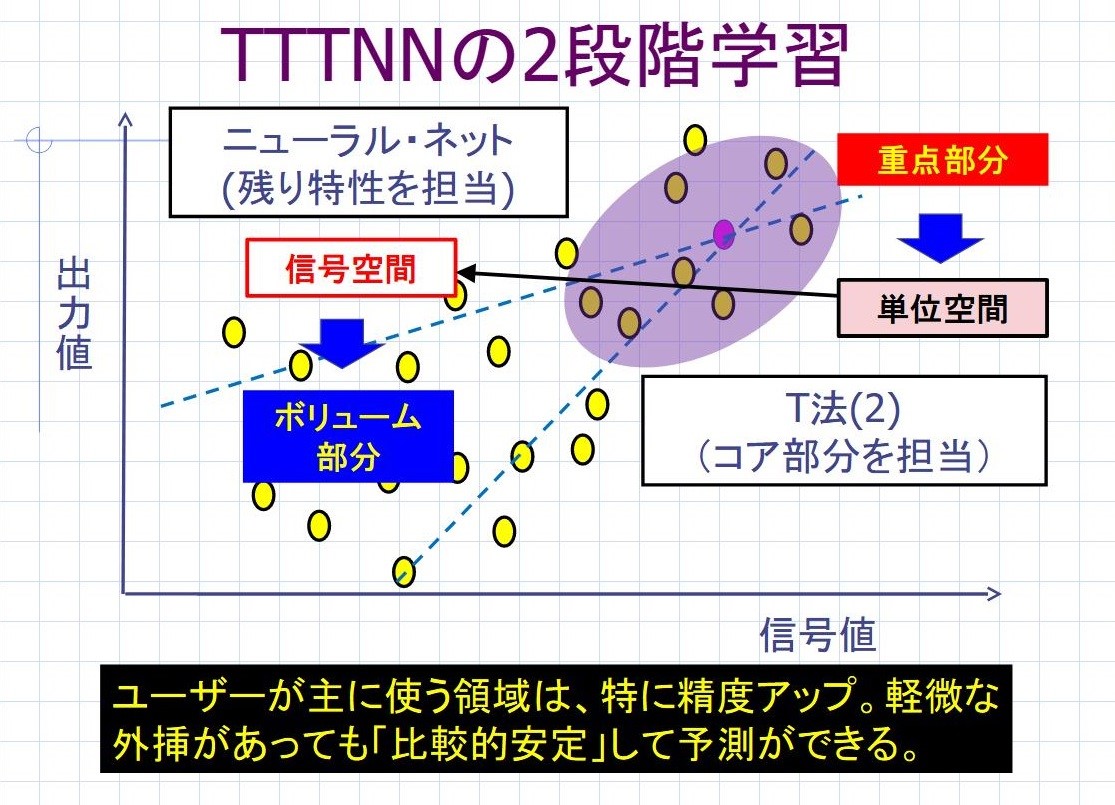 TTTNNの2段階学習
ニューラル・ネット
(残り特性を担当)
重点部分
信号空間
単位空間
出力値
ボリューム
部分
T法(2)
(コア部分を担当)
信号値
ユーザーが主に使う領域は、特に精度アップ。軽微な
外挿があっても｢比較的安定｣して予測ができる。